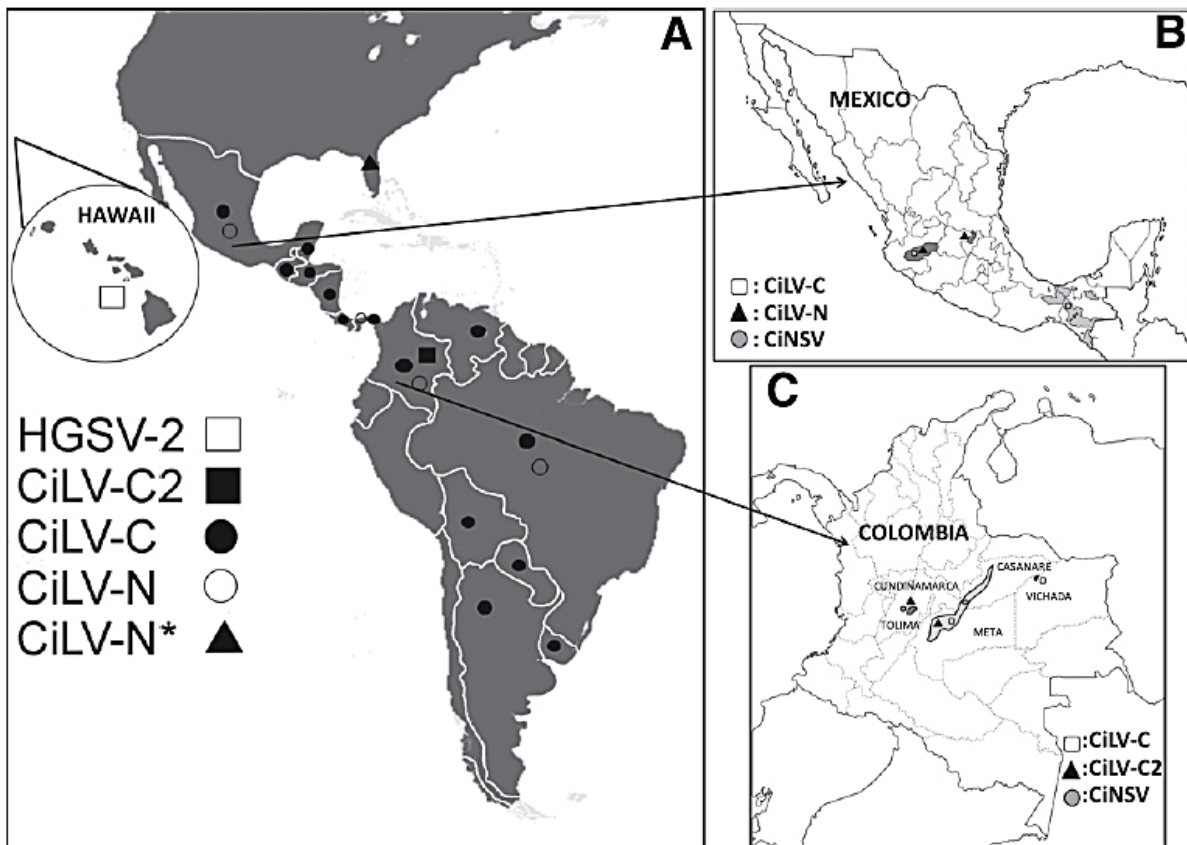 A
HAWAII
HGSV-2
CiLV-C2
CiLV-C
CiLV-N
CiLV-N*
B
MEXICO
: CiLV-C
: CiLV-N
: CiNSV
C
COLOMBIA
CASANARE
CUNDINAMARCA
VICHADA
TOLIMA
META
:CiLV-C
:CiLV-C2
:CiNSV